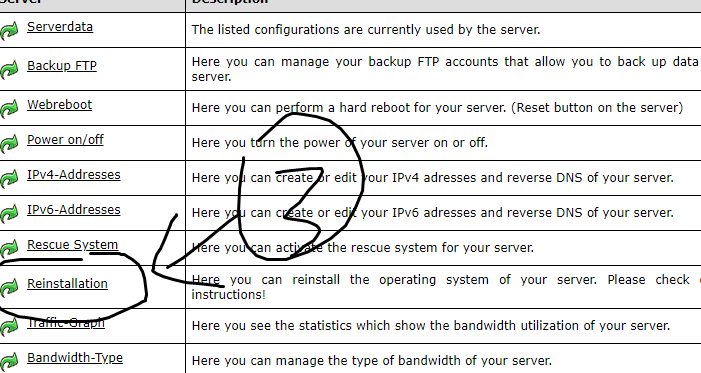 Server Description
Serverdata The listed configurations are currently used by the server.
Backup FTP Here you can manage your backup FTP accounts that allow you to back up data
server.
Webreboot Here you can perform a hard reboot for your server. (Reset button on the server)
Power on/off Here you turn the power of your server on or off.
IPv4-Addresses Here you can create or edit your IPv4 adresses and reverse DNS of your server.
IPv6-Addresses Here you can create or edit your IPv6 adresses and reverse DNS of your server.
Rescue System Here you can activate the rescue system for your server.
Reinstallation Here you can reinstall the operating system of your server. Please check
instructions!
Traffic-Graph Here you see the statistics which show the bandwidth utilization of your server.
Bandwidth-Type Here you can manage the type of bandwidth of your server.